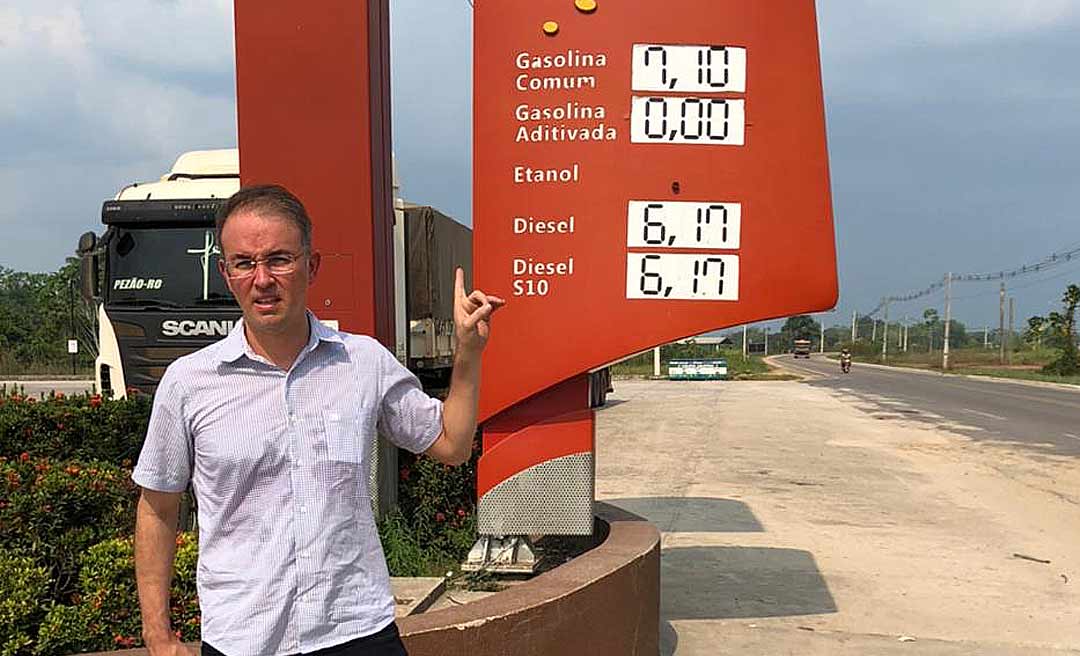 Gasolina
Comum 7,10
Gasolina
Aditivada 0,00
Etanol
Diesel 6,17
Diesel
S10 6,17
PEZÃO-RO
SCANIA